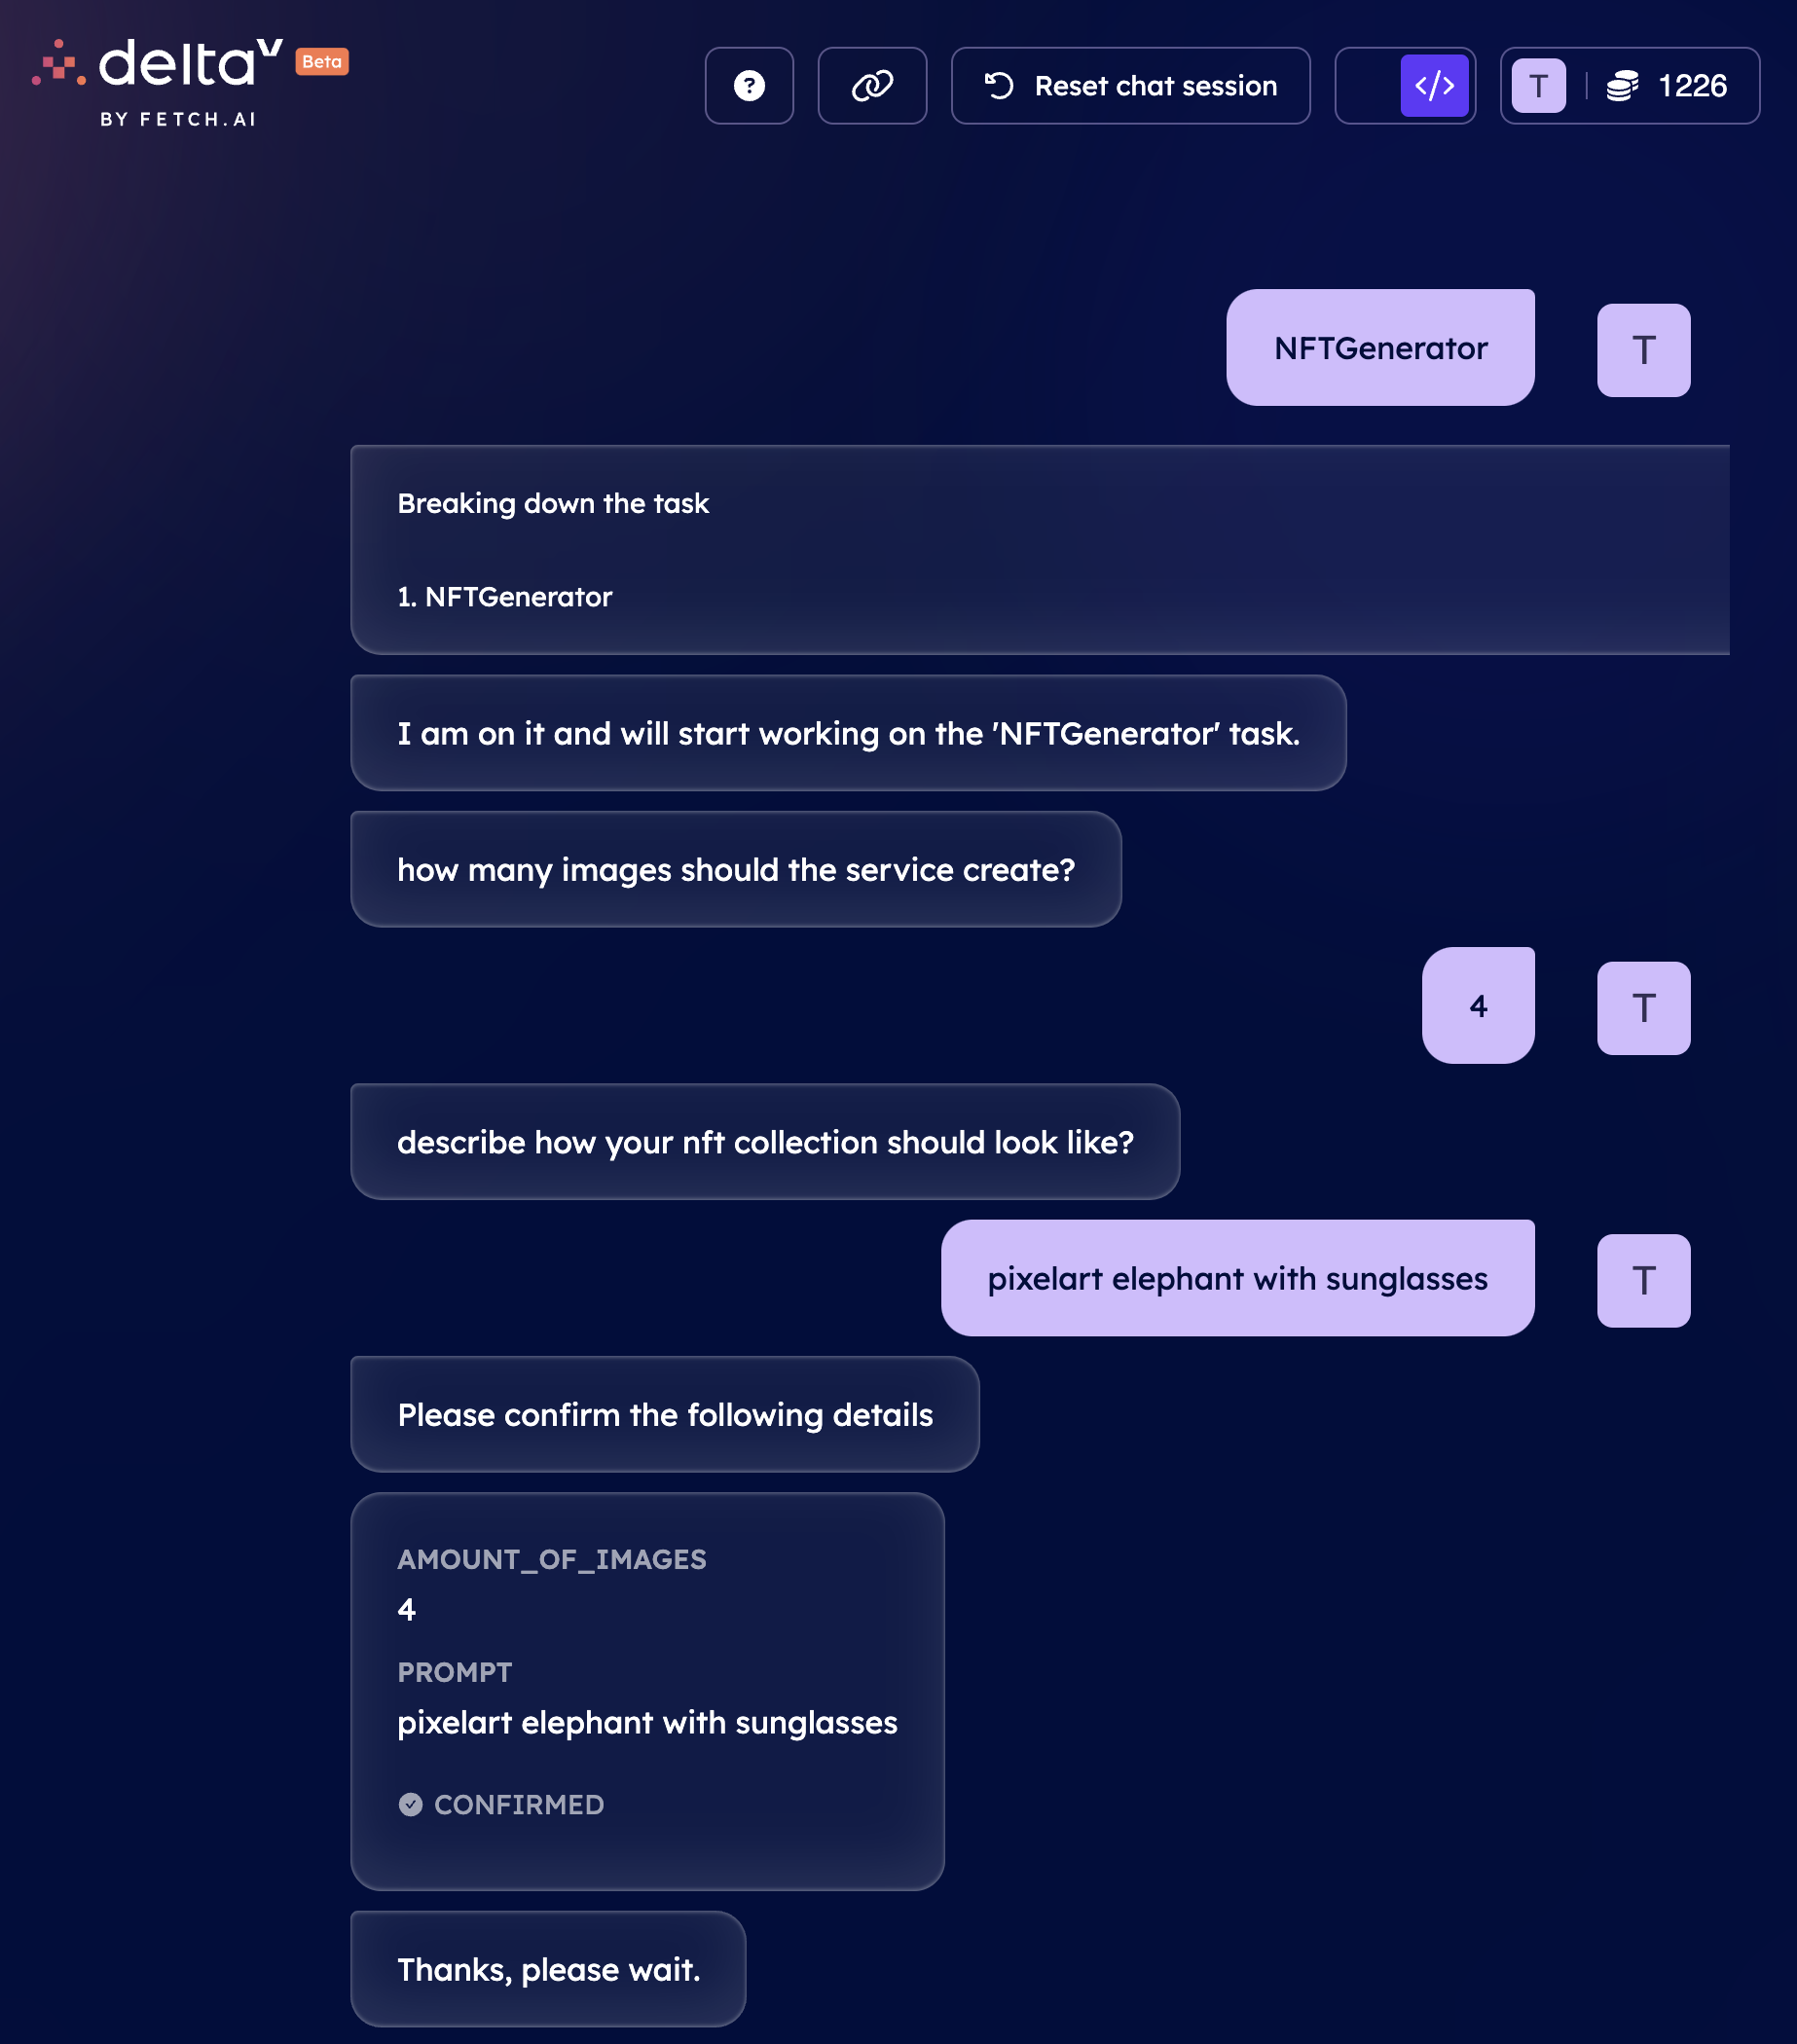 deltaV Beta
BY FETCH.AI
?
Reset chat session
</>
T
1226
NFTGenerator
T
Breaking down the task
1. NFTGenerator
I am on it and will start working on the 'NFTGenerator' task.
how many images should the service create?
4
T
describe how your nft collection should look like?
pixelart elephant with sunglasses
T
Please confirm the following details
AMOUNT_OF_IMAGES
4
PROMPT
pixelart elephant with sunglasses
CONFIRMED
Thanks, please wait.